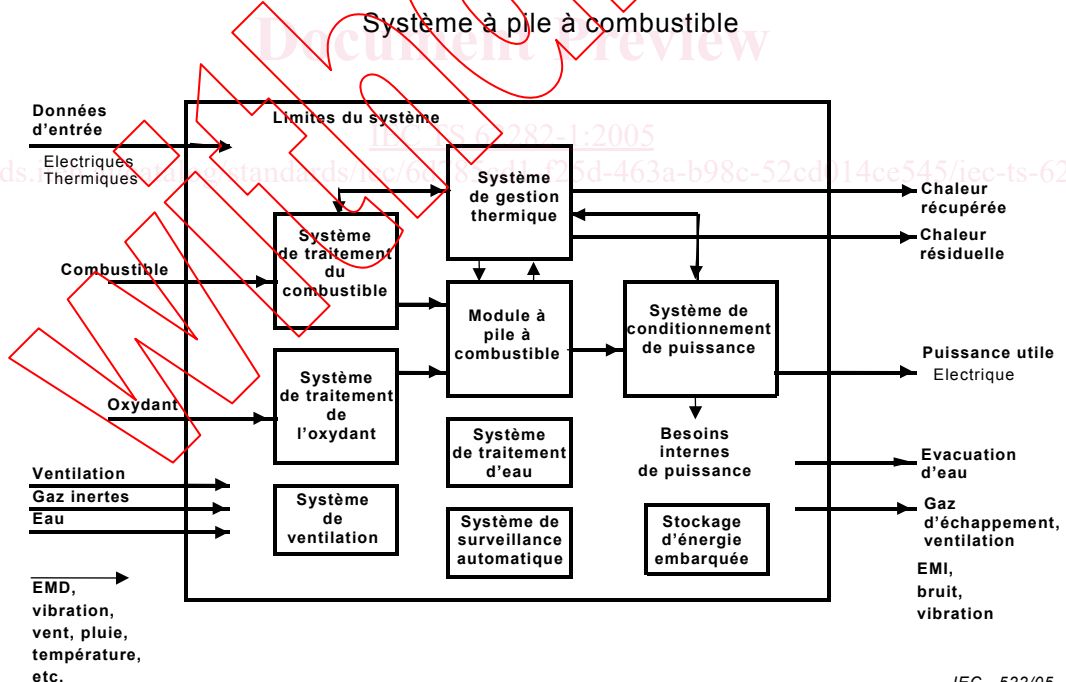 Système à pile à combustible
Document Preview
Données
d'entrée
Electriques
Thermiques
Limites du système
IEC TS 62282-1:2005
Système
de gestion
thermique
Chaleur
récupérée
Chaleur
résiduelle
Système
de traitement
du
combustible
Combustible
Module à
pile à
combustible
Système de
conditionnement
de puissance
Puissance utile
Electrique
Système
de traitement
de
l'oxydant
Oxydant
Système
de traitement
d'eau
Besoins
internes
de puissance
Evacuation
d'eau
Ventilation
Gaz inertes
Eau
Système
de
ventilation
Système de
surveillance
automatique
Stockage
d'énergie
embarquée
Gaz
d'échappement,
ventilation
EMD,
vibration,
vent, pluie,
température,
etc.
EMI,
bruit,
vibration
IEC 522/05